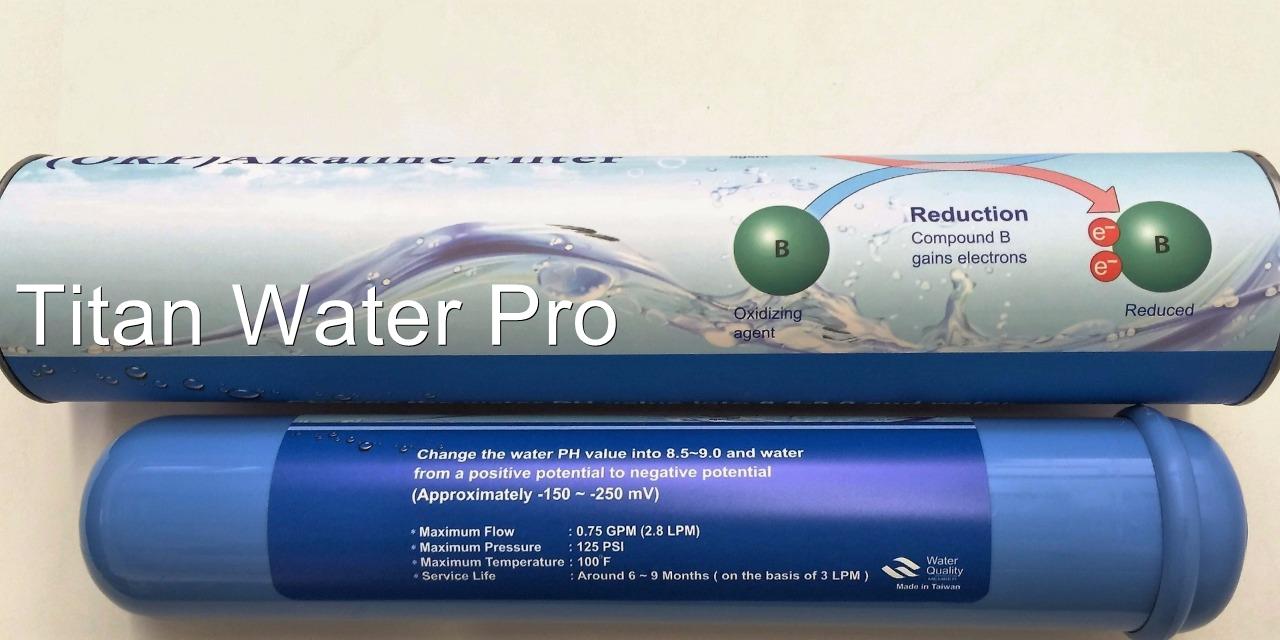 (ORP)Alkaline Filter
agent
Reduction
Compound B
gains electrons
B
e⁻
e⁻
B
Oxidizing
agent
Reduced
Titan Water Pro
Change the water PH value into 8.5~9.0 and water
from a positive potential to negative potential
(Approximately -150 ~ -250 mV)
• Maximum Flow : 0.75 GPM (2.8 LPM)
• Maximum Pressure : 125 PSI
• Maximum Temperature : 100°F
• Service Life : Around 6 ~ 9 Months ( on the basis of 3 LPM )
Water
Quality
MEMBER
Made in Taiwan